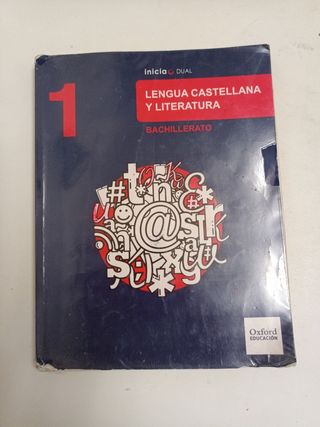 inicia DUAL
1
LENGUA CASTELLANA
Y LITERATURA
BACHILLERATO
Oxford
EDUCACIÓN